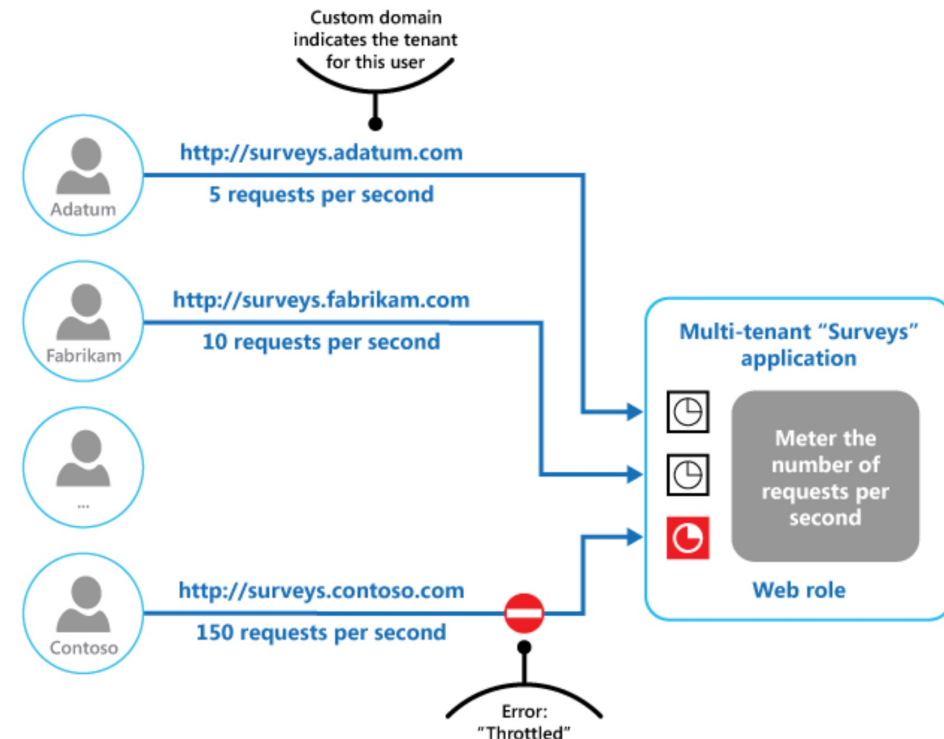 Custom domain
indicates the tenant
for this user
http://surveys.adatum.com
5 requests per second
Adatum
http://surveys.fabrikam.com
10 requests per second
Fabrikam
...
http://surveys.contoso.com
150 requests per second
Contoso
Error:
“Throttled”
Multi-tenant “Surveys”
application
Meter the
number of
requests per
second
Web role